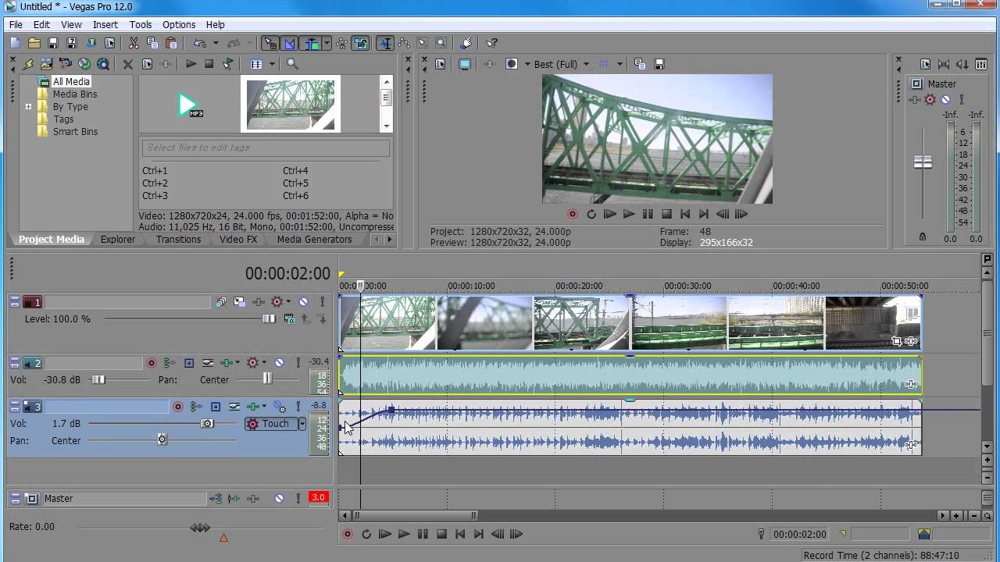 Untitled * - Vegas Pro 12.0
File Edit View Insert Tools Options Help
All Media
Media Bins
By Type
Tags
Smart Bins
MP3
Select files to edit tags
Ctrl+1 Ctrl+4
Ctrl+2 Ctrl+5
Ctrl+3 Ctrl+6
Video: 1280x720x24, 24.000 fps, 00:01:52:00, Alpha = No
Audio: 11,025 Hz, 16 Bit, Mono, 00:01:52:00, Uncompresse
Project Media Explorer Transitions Video FX Media Generators
Best (Full)
Project: 1280x720x32, 24.000p Frame: 48
Preview: 1280x720x32, 24.000p Display: 295x166x32
Master
-Inf. -Inf.
6
12
18
24
30
36
42
48
54
0.0 0.0
00:00:02:00
00:00:10:00 00:00:20:00 00:00:30:00 00:00:40:00 00:00:50:00
1
Level: 100.0 %
2 -30.4
Vol: -30.8 dB Pan: Center
18
36
54
3 -8.8
Vol: 1.7 dB Touch
Pan: Center
12
24
36
48
Master 3.0
Rate: 0.00
00:00:02:00
Record Time (2 channels): 88:47:10